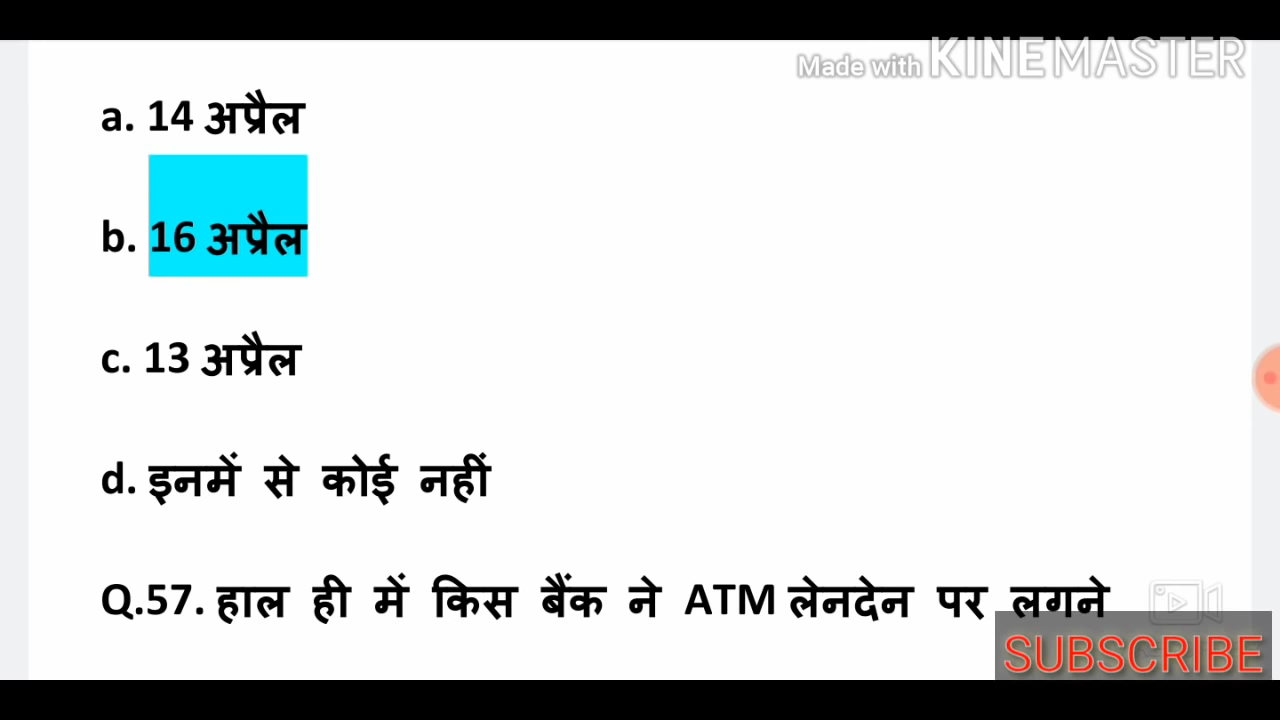 Made with KINEMASTER
a. 14 अप्रैल
b. 16 अप्रैल
c. 13 अप्रैल
d. इनमें से कोई नहीं
Q.57. हाल ही में किस बैंक ने ATM लेनदेन पर लगने
SUBSCRIBE